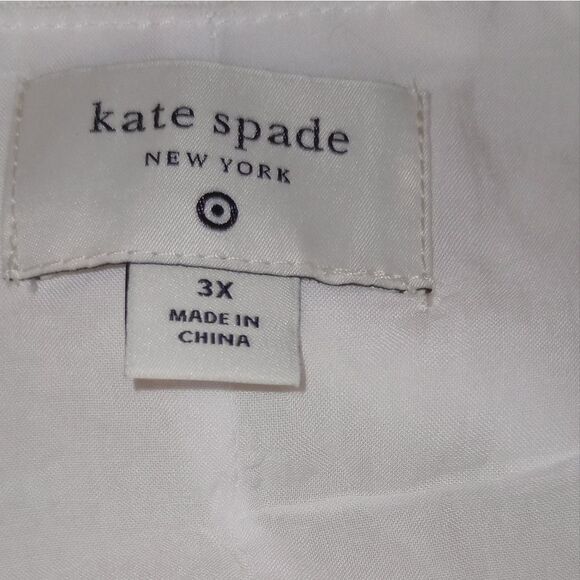 kate spade
NEW YORK
3X
MADE IN
CHINA